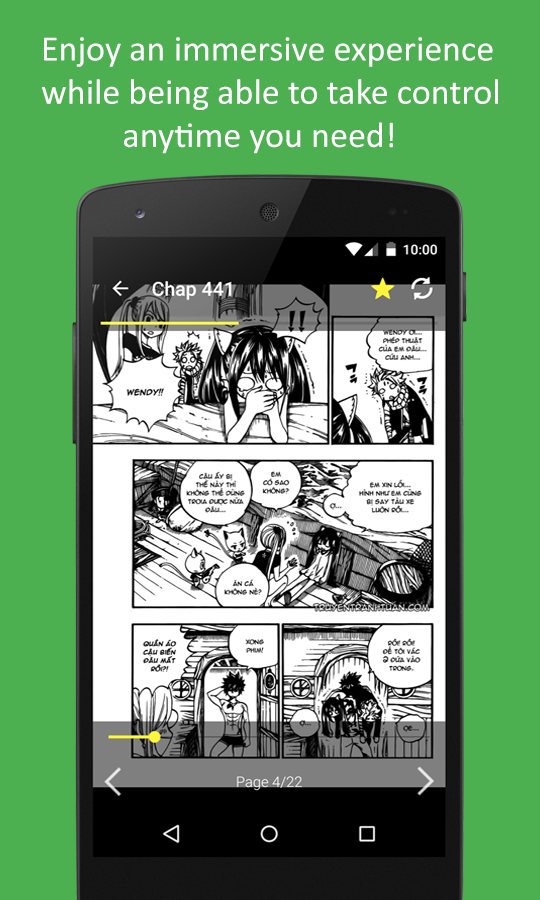 Enjoy an immersive experience
while being able to take control
anytime you need!
10:00
Chap 441
!!
WENDY!!
WENDY ƠI...
PHÉP THUẬT
CỦA EM ĐÂU...
CỨU ANH...
CẬU ẤY BỊ
THẾ NÀY THÌ
KHÔNG THỂ DÙNG
TROIA ĐƯỢC NỮA
ĐÂU...
EM
CÓ SAO
KHÔNG?
EM XIN LỖI...
HÌNH NHƯ EM CŨNG
BỊ SAY TÀU XE
LUÔN RỒI...
Ợ...
ĂN CÁ
KHÔNG NÈ?
TRUYENTRANHTUAN.COM
QUẦN ÁO
CẬU BIẾN
ĐÂU MẤT
RỒI?!
XONG
PHIM!
RỒI! RỒI!
ĐỂ TÔI VÁC
2 ĐỨA VÀO
TRONG.
Page 4/22